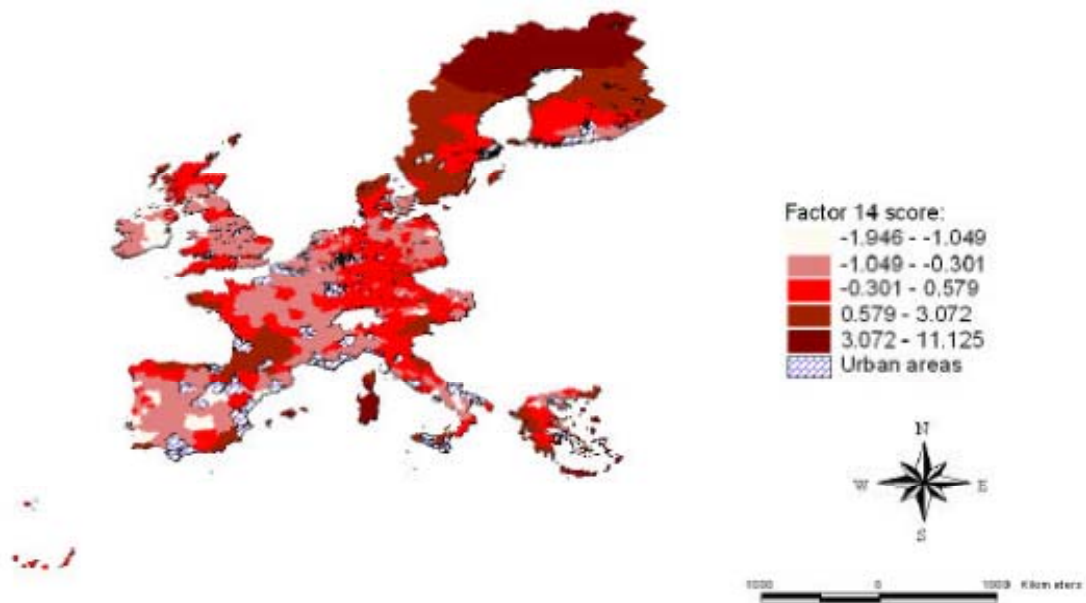 Factor 14 score:
-1.946 - -1.049
-1.049 - -0.301
-0.301 - 0,579
0.579 - 3.072
3.072 - 11.125
Urban areas
N
W E
S
1000 0 1000 Kilometers